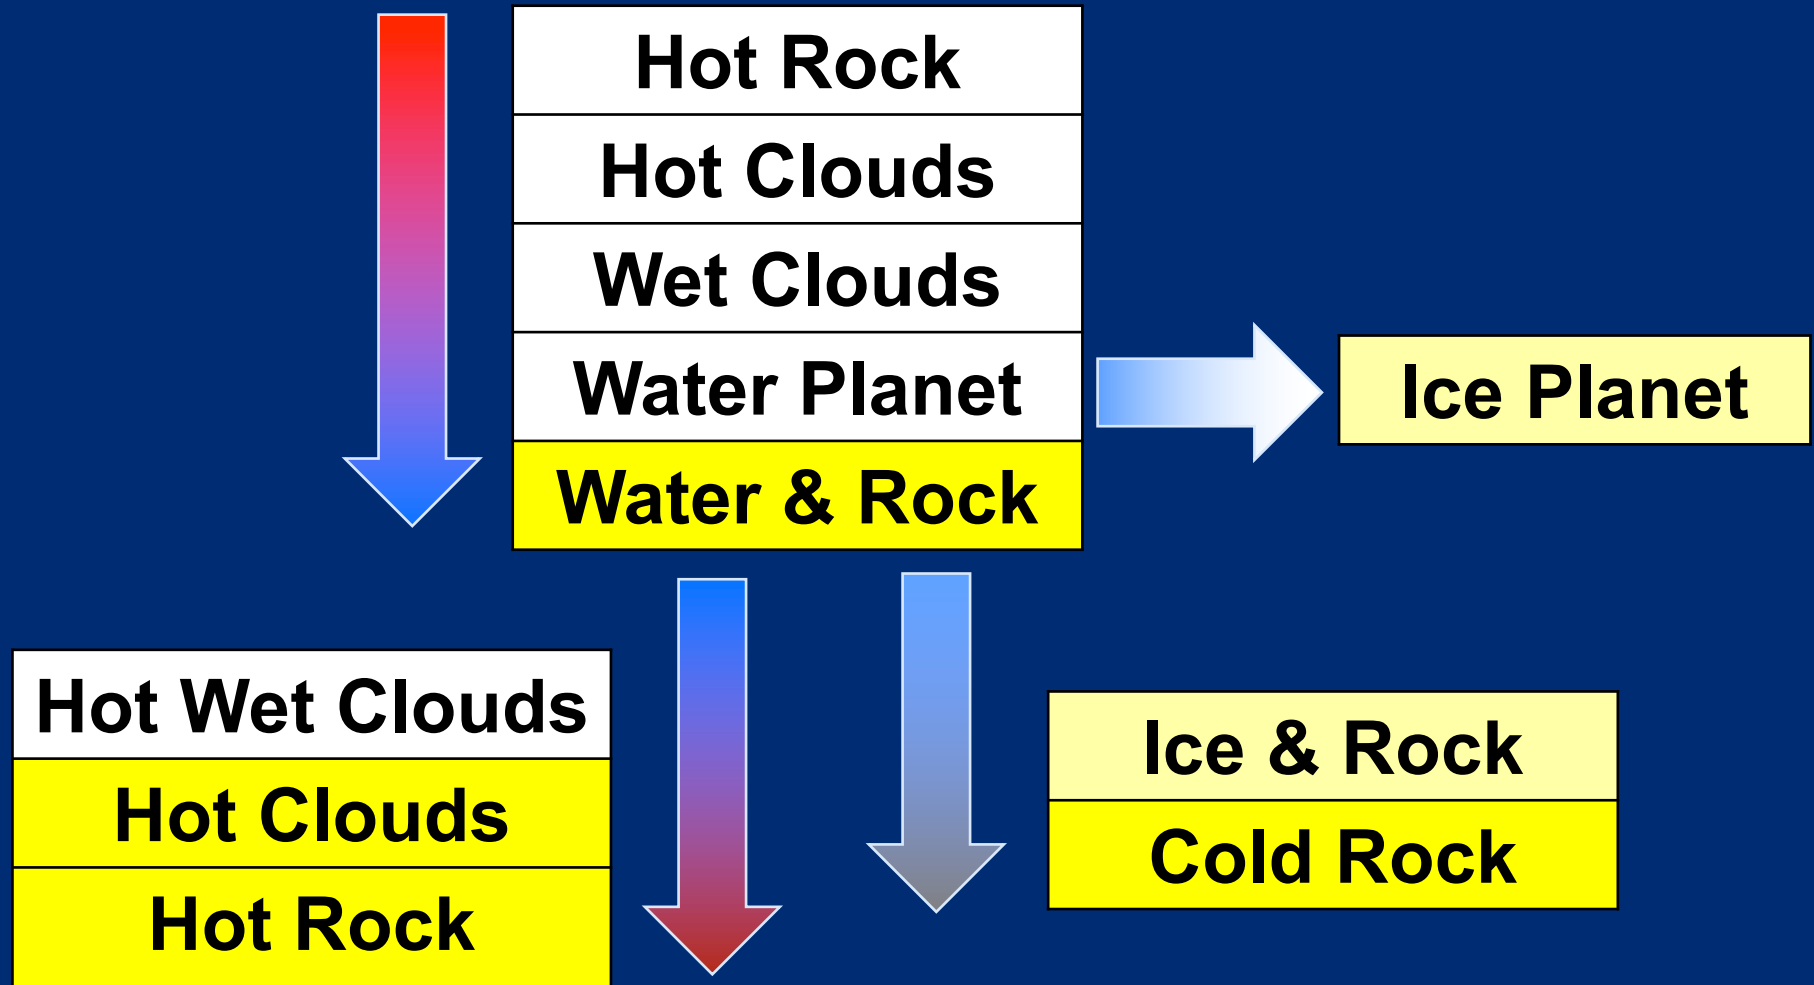 Hot Rock
Hot Clouds
Wet Clouds
Water Planet
Ice Planet
Water & Rock
Hot Wet Clouds
Hot Clouds
Hot Rock
Ice & Rock
Cold Rock